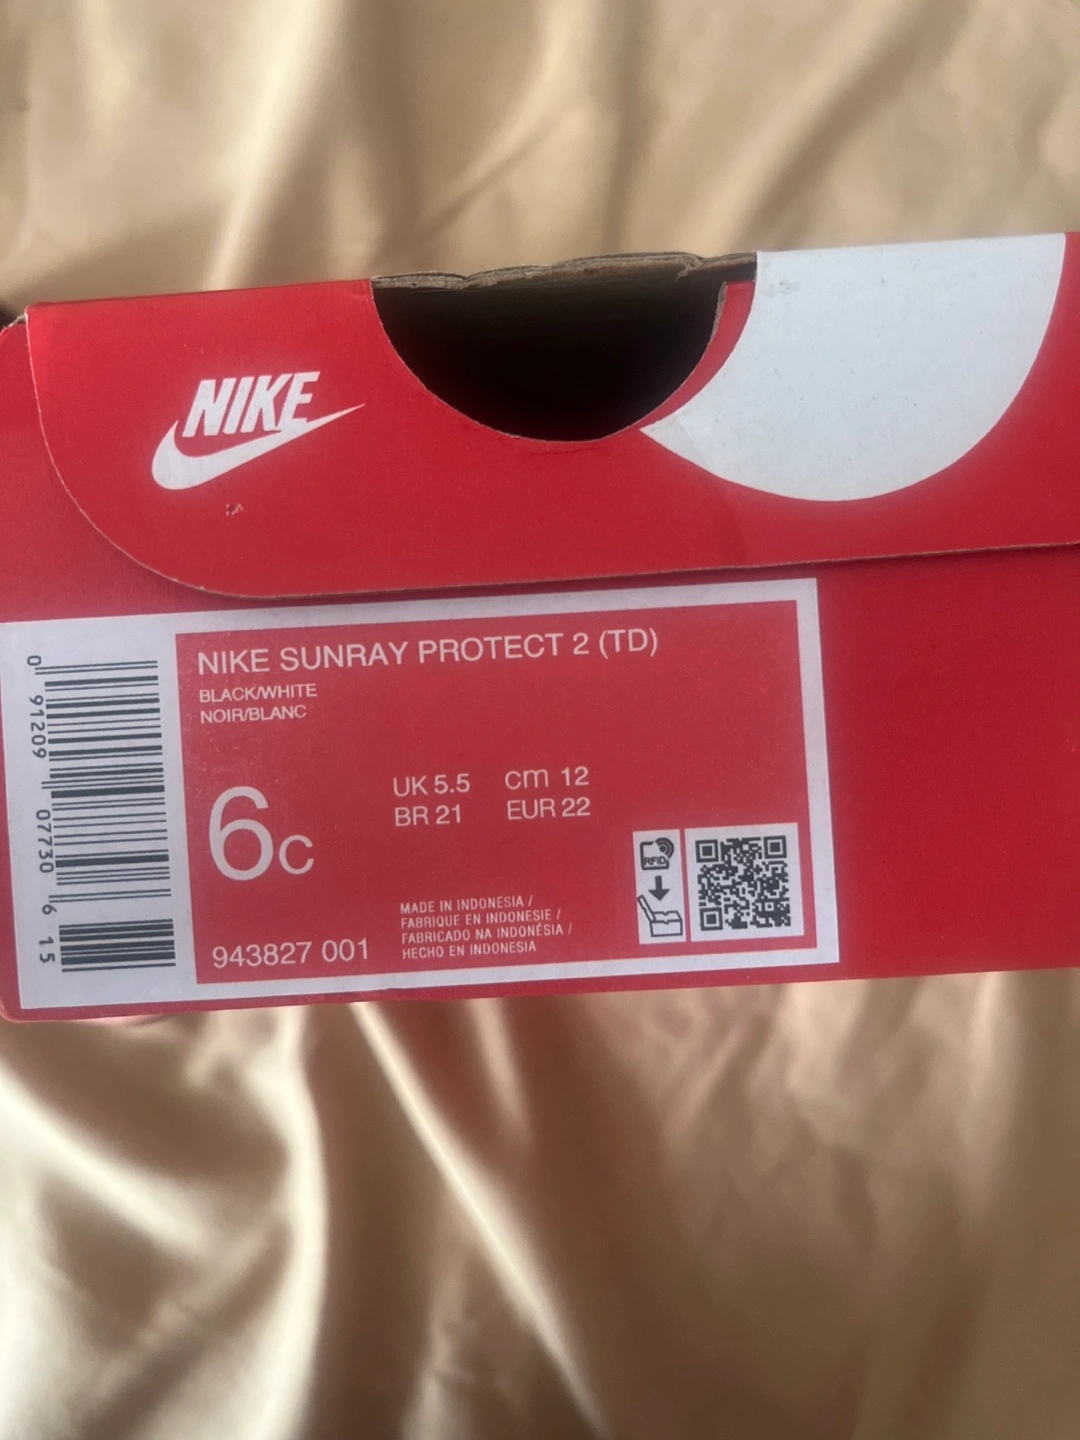 NIKE
NIKE SUNRAY PROTECT 2 (TD)
BLACK/WHITE
NOIR/BLANC
6C
UK 5.5 cm 12
BR 21 EUR 22
MADE IN INDONESIA /
FABRIQUE EN INDONESIE /
FABRICADO NA INDONÉSIA /
HECHO EN INDONESIA
943827 001
RFID
0 91209 07730 6 15